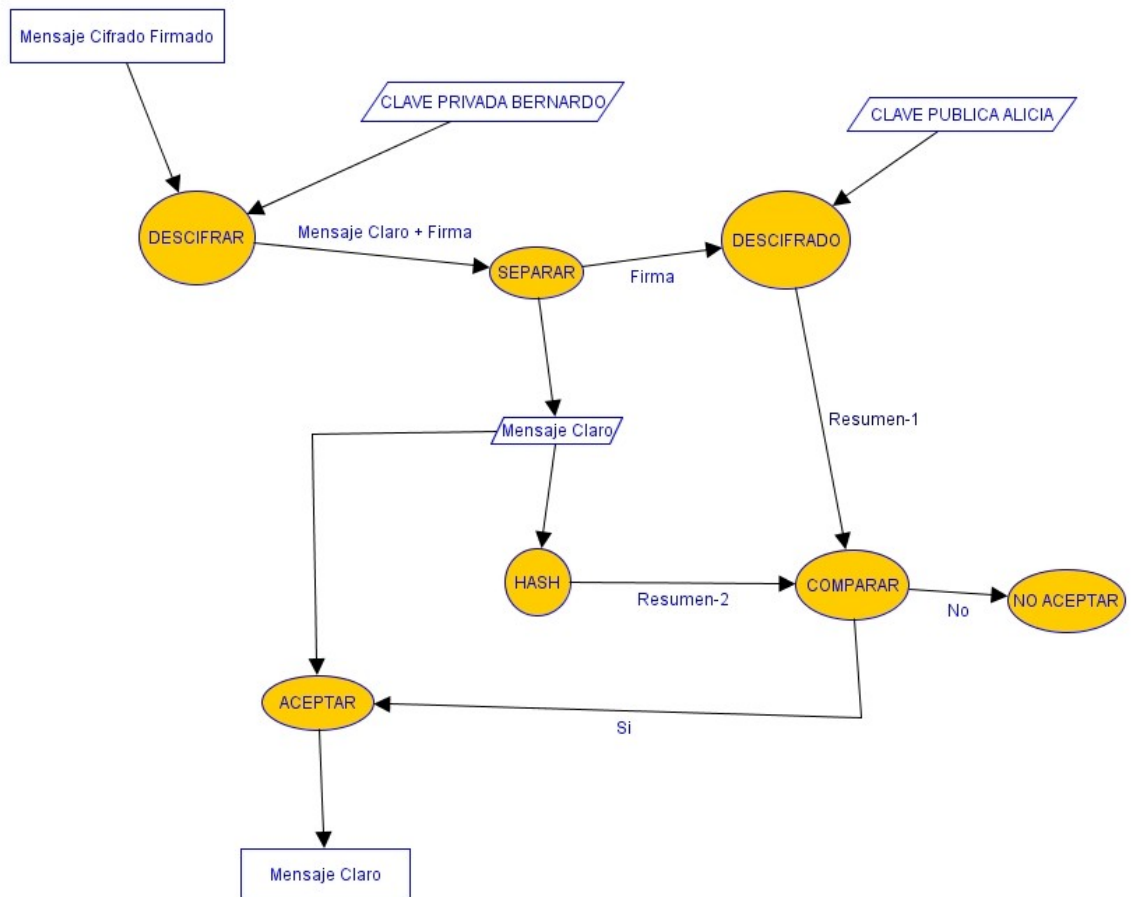 Mensaje Cifrado Firmado
CLAVE PRIVADA BERNARDO
CLAVE PUBLICA ALICIA
DESCIFRAR
Mensaje Claro + Firma
SEPARAR
Firma
DESCIFRADO
Resumen-1
Mensaje Claro
HASH
Resumen-2
COMPARAR
No
NO ACEPTAR
ACEPTAR
Si
Mensaje Claro